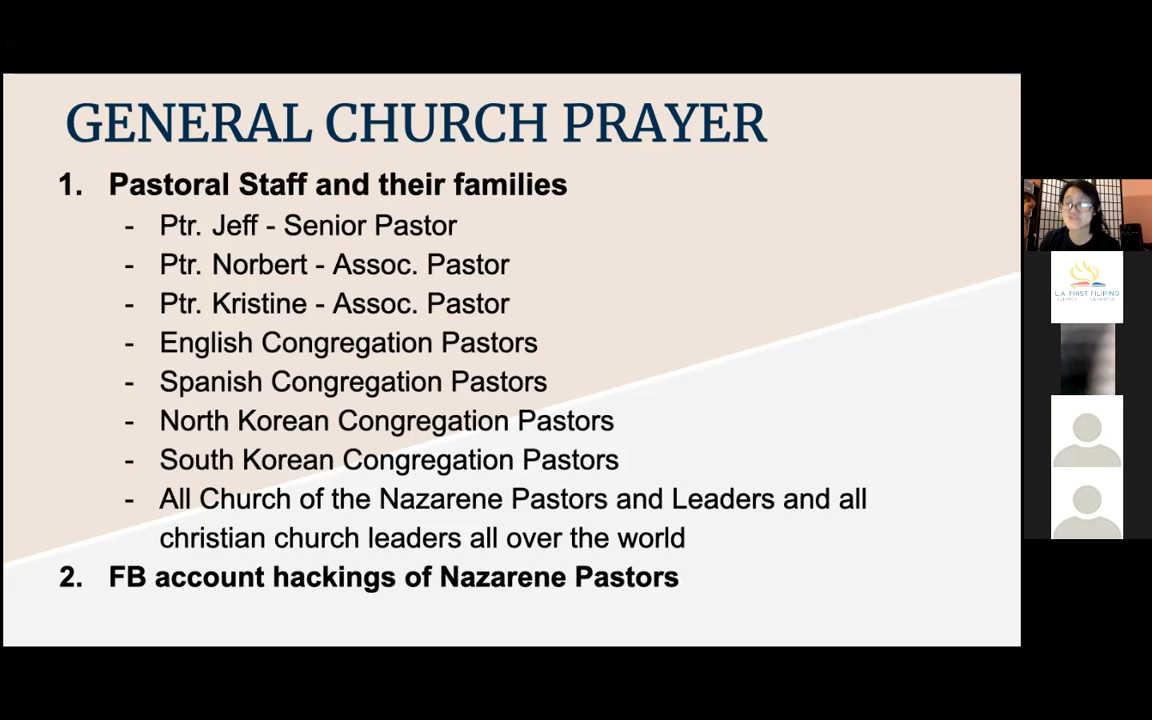 GENERAL CHURCH PRAYER
1. Pastoral Staff and their families
- Ptr. Jeff - Senior Pastor
- Ptr. Norbert - Assoc. Pastor
- Ptr. Kristine - Assoc. Pastor
- English Congregation Pastors
- Spanish Congregation Pastors
- North Korean Congregation Pastors
- South Korean Congregation Pastors
- All Church of the Nazarene Pastors and Leaders and all
christian church leaders all over the world
2. FB account hackings of Nazarene Pastors
L.A. FIRST FILIPINO